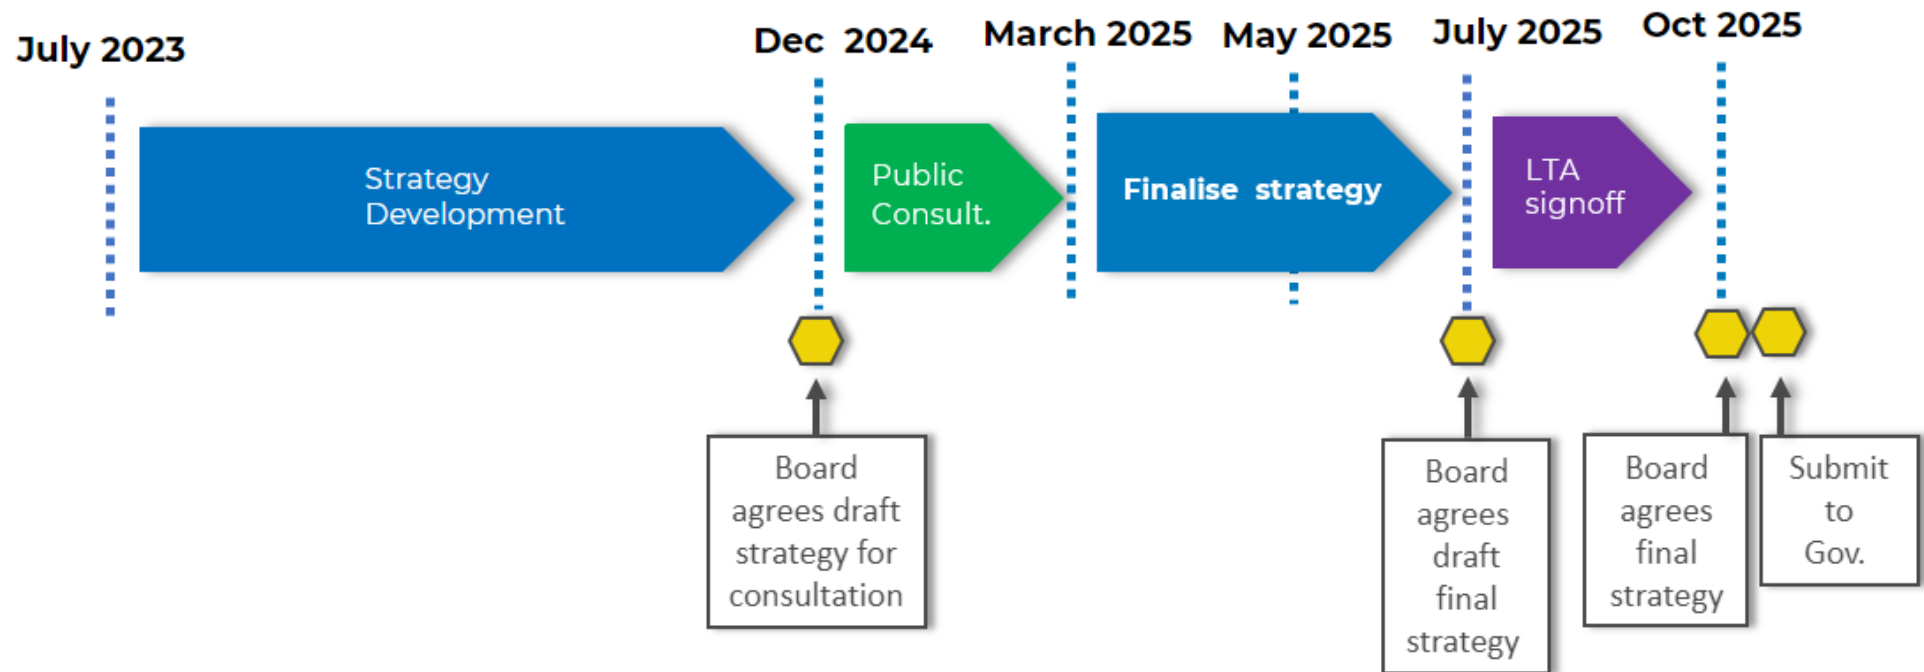 July 2023
Dec 2024
March 2025
May 2025
July 2025
Oct 2025
Strategy
Development
Public
Consult.
Finalise strategy
LTA
signoff
Board
agrees draft
strategy for
consultation
Board
agrees
draft
final
strategy
Board
agrees
final
strategy
Submit
to
Gov.